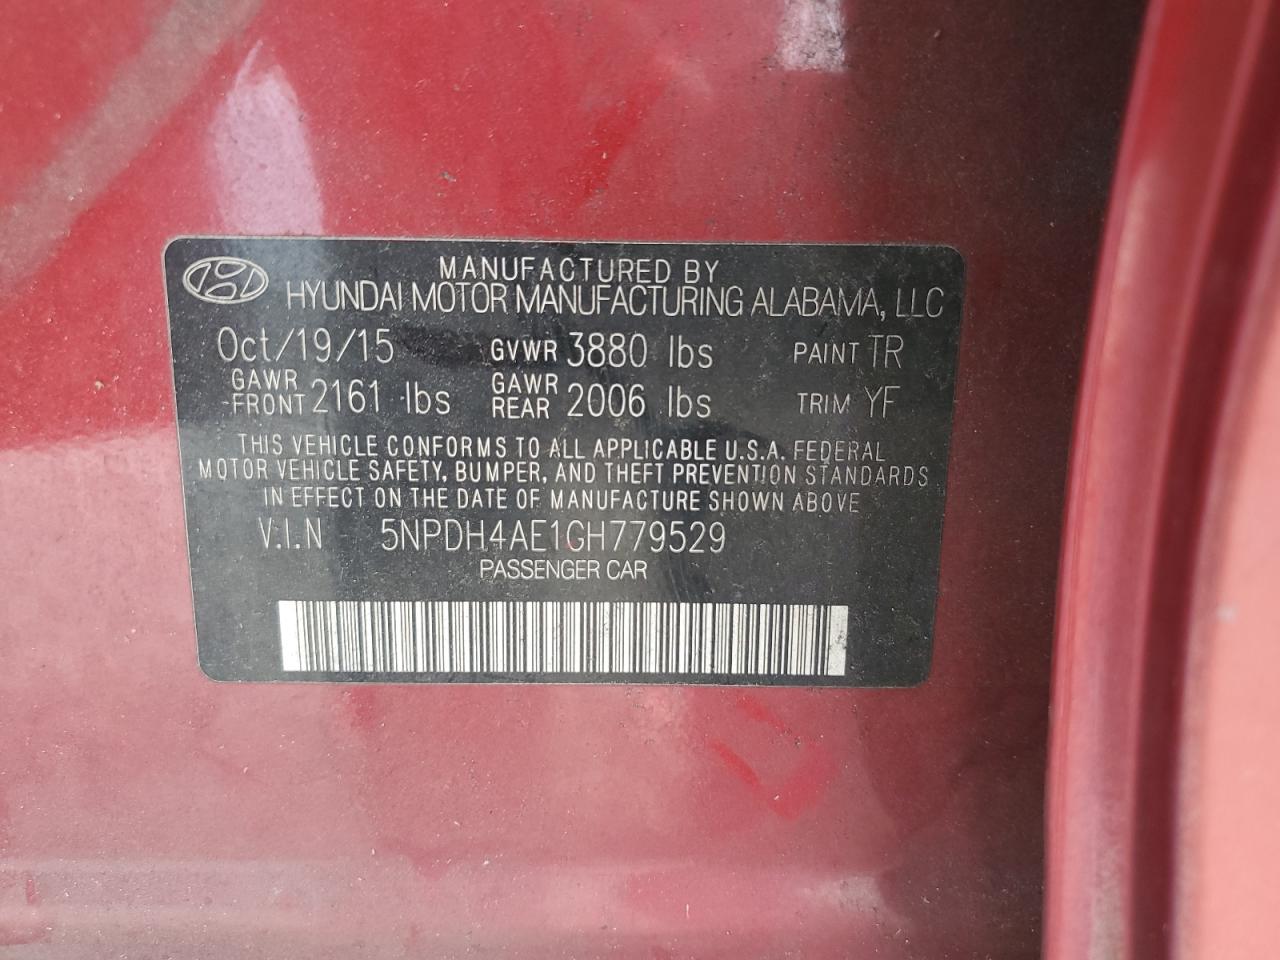 MANUFACTURED BY
HYUNDAI MOTOR MANUFACTURING ALABAMA, LLC
Oct/19/15 GVWR 3880 lbs PAINT TR
GAWR FRONT 2161 lbs GAWR REAR 2006 lbs TRIM YF
THIS VEHICLE CONFORMS TO ALL APPLICABLE U.S.A. FEDERAL
MOTOR VEHICLE SAFETY, BUMPER, AND THEFT PREVENTION STANDARDS
IN EFFECT ON THE DATE OF MANUFACTURE SHOWN ABOVE
V.I.N 5NPDH4AE1GH779529
PASSENGER CAR